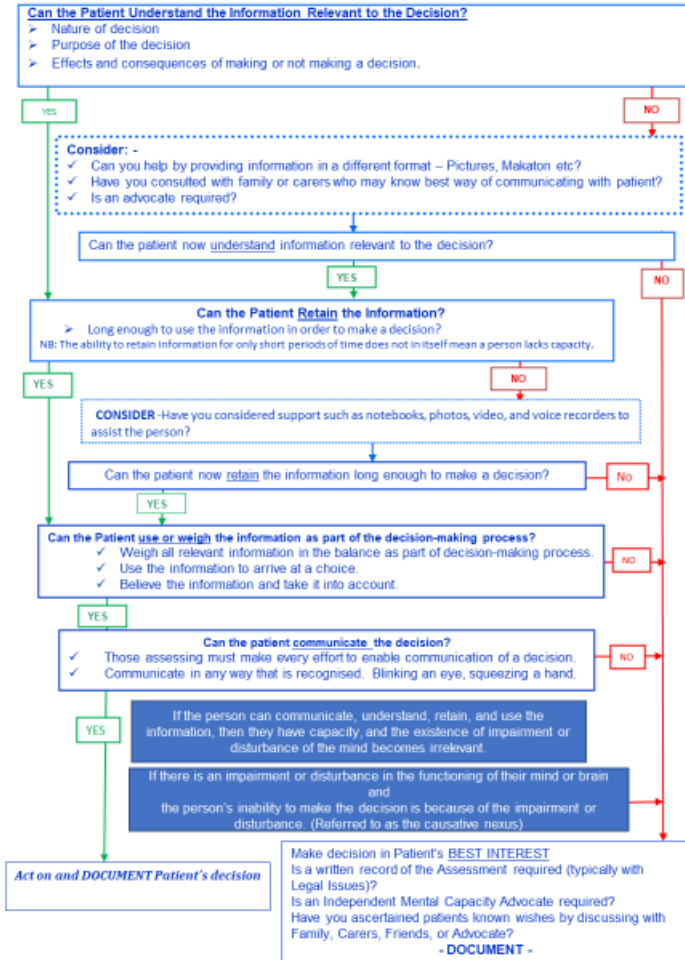 Can the Patient Understand the Information Relevant to the Decision?
➢ Nature of decision
➢ Purpose of the decision
➢ Effects and consequences of making or not making a decision.
YES
NO
Consider: -
✓ Can you help by providing information in a different format – Pictures, Makaton etc?
✓ Have you consulted with family or carers who may know best way of communicating with patient?
✓ Is an advocate required?
Can the patient now understand information relevant to the decision?
YES
NO
Can the Patient Retain the Information?
➢ Long enough to use the information in order to make a decision?
NB: The ability to retain information for only short periods of time does not in itself mean a person lacks capacity.
YES
NO
CONSIDER -Have you considered support such as notebooks, photos, video, and voice recorders to
assist the person?
Can the patient now retain the information long enough to make a decision?
No
YES
Can the Patient use or weigh the information as part of the decision-making process?
✓ Weigh all relevant information in the balance as part of decision-making process.
✓ Use the information to arrive at a choice.
✓ Believe the information and take it into account.
NO
YES
Can the patient communicate the decision?
✓ Those assessing must make every effort to enable communication of a decision.
✓ Communicate in any way that is recognised. Blinking an eye, squeezing a hand.
NO
YES
If the person can communicate, understand, retain, and use the
information, then they have capacity, and the existence of impairment or
disturbance of the mind becomes irrelevant.
If there is an impairment or disturbance in the functioning of their mind or brain
and
the person's inability to make the decision is because of the impairment or
disturbance. (Referred to as the causative nexus)
Act on and DOCUMENT Patient's decision
Make decision in Patient's BEST INTEREST
Is a written record of the Assessment required (typically with
Legal Issues)?
Is an Independent Mental Capacity Advocate required?
Have you ascertained patients known wishes by discussing with
Family, Carers, Friends, or Advocate?
- DOCUMENT -